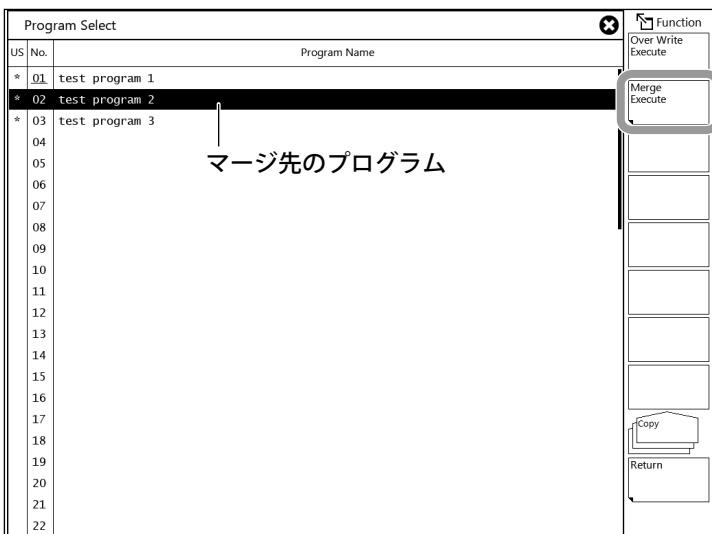 Program Select
Function
US No. Program Name
Over Write
Execute
* 01 test program 1
Merge
Execute
* 02 test program 2
* 03 test program 3
04
マージ先のプログラム
05
06
07
08
09
10
11
12
13
14
15
16
17
Copy
18
19
Return
20
21
22